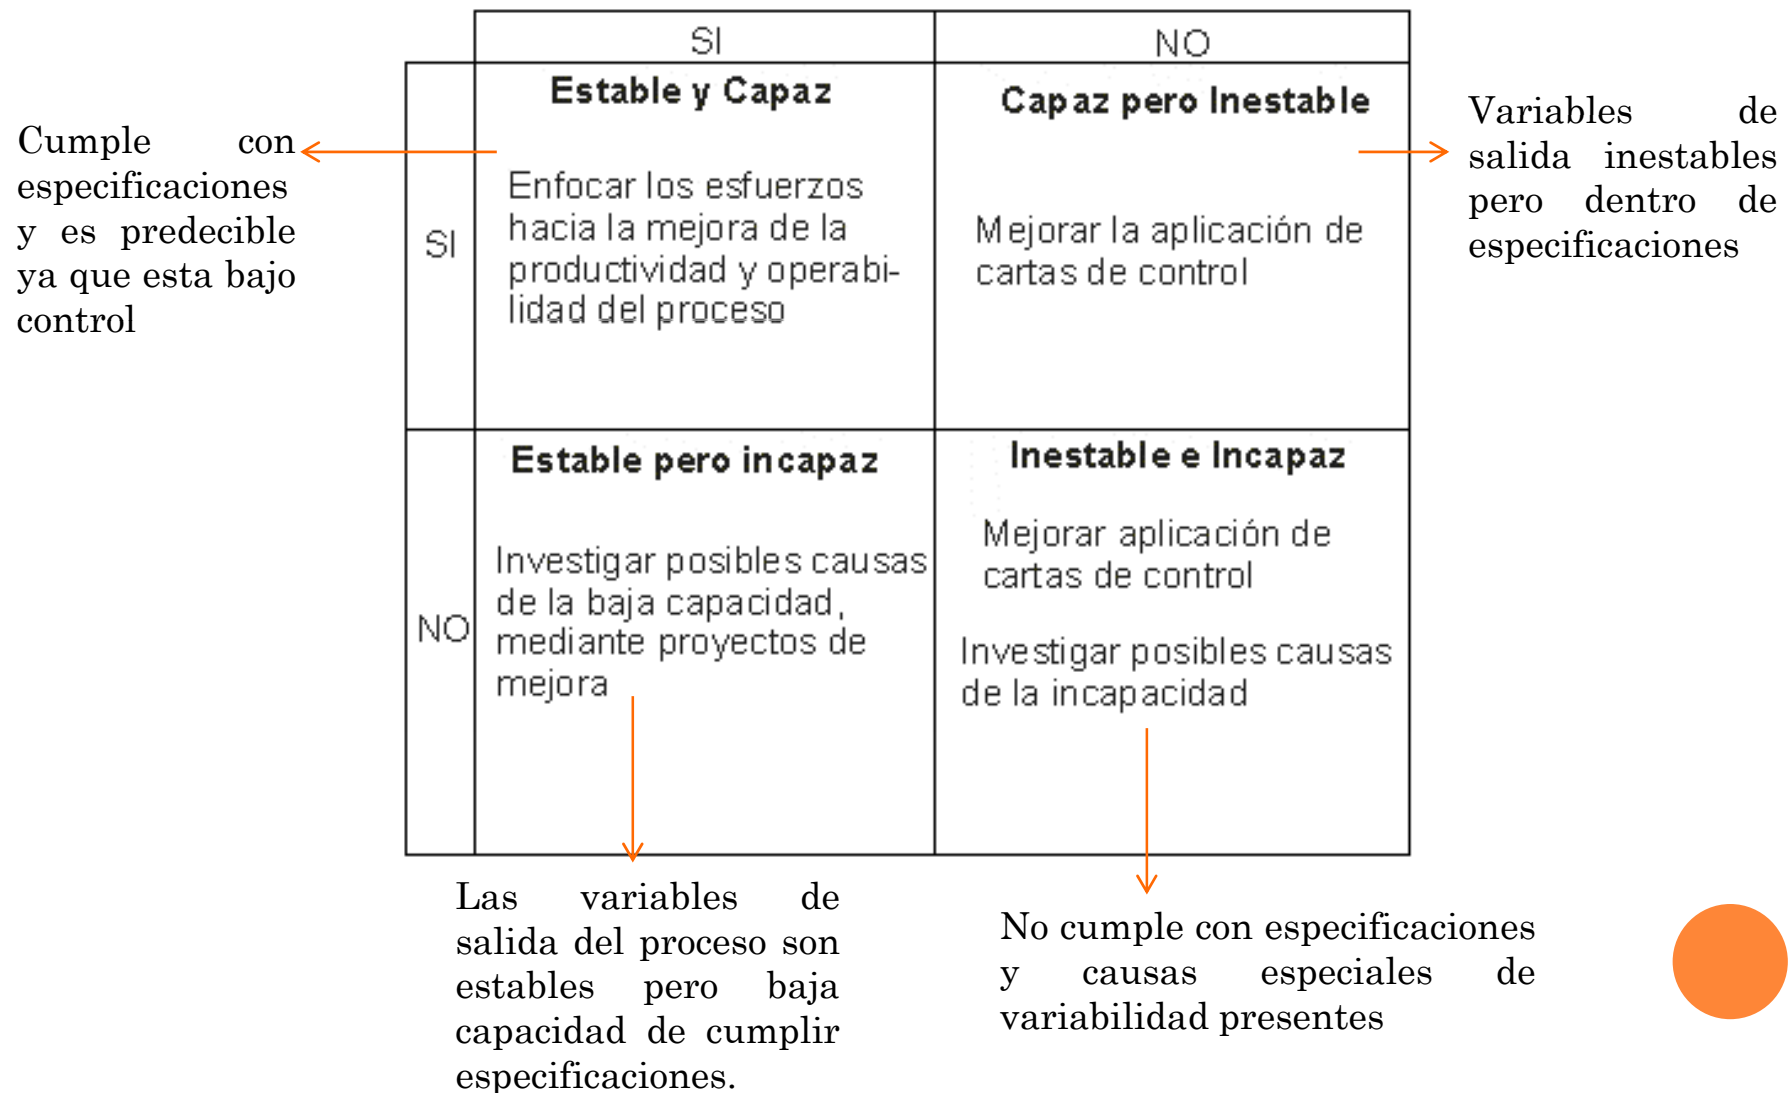 SI
NO
SI
Estable y Capaz
Enfocar los esfuerzos
hacia la mejora de la
productividad y operabi-
lidad del proceso
Capaz pero Inestable
Mejorar la aplicación de
cartas de control
Cumple con
especificaciones
y es predecible
ya que esta bajo
control
Variables de
salida inestables
pero dentro de
especificaciones
NO
Estable pero incapaz
Investigar posibles causas
de la baja capacidad,
mediante proyectos de
mejora
Inestable e Incapaz
Mejorar aplicación de
cartas de control
Investigar posibles causas
de la incapacidad
Las variables de
salida del proceso son
estables pero baja
capacidad de cumplir
especificaciones.
No cumple con especificaciones
y causas especiales de
variabilidad presentes